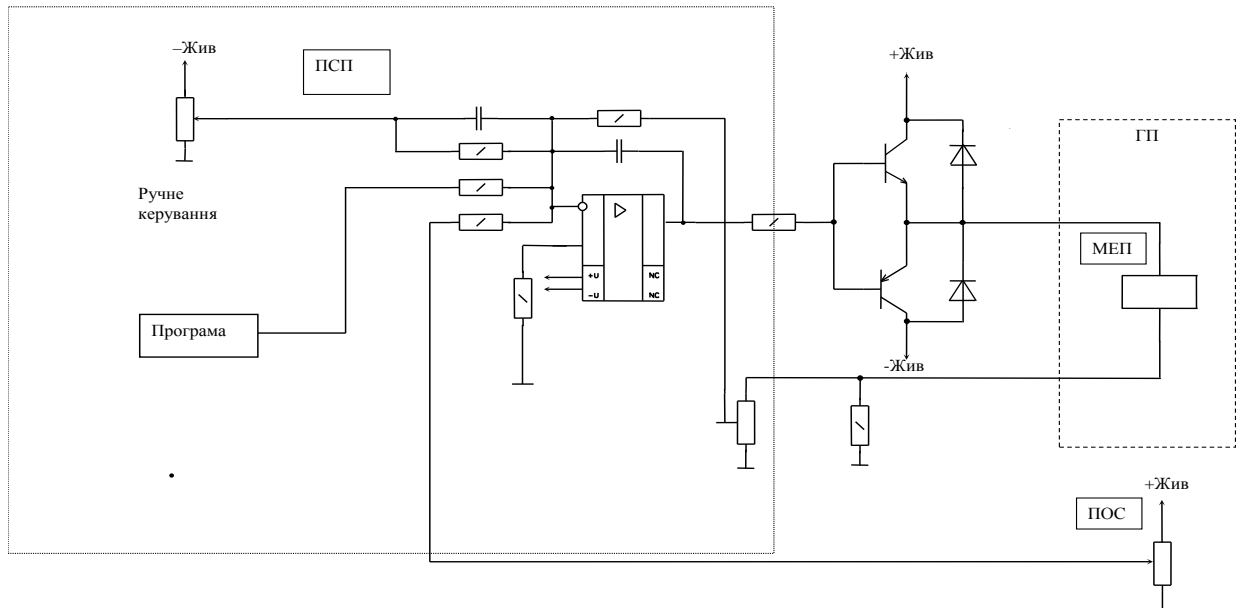 –Жив
ПСП
+Жив
ГП
Ручне
керування
МЕП
+U
NC
–U
NC
Програма
-Жив
+Жив
ПОС